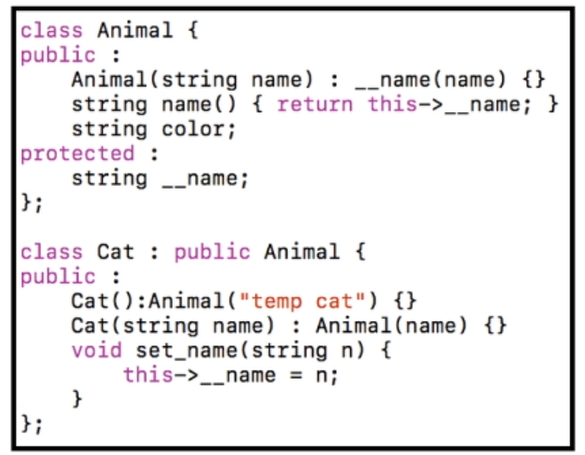 class Animal {
public :
    Animal(string name) : __name(name) {}
    string name() { return this->__name; }
    string color;
protected :
    string __name;
};

class Cat : public Animal {
public :
    Cat():Animal("temp cat") {}
    Cat(string name) : Animal(name) {}
    void set_name(string n) {
        this->__name = n;
    }
};